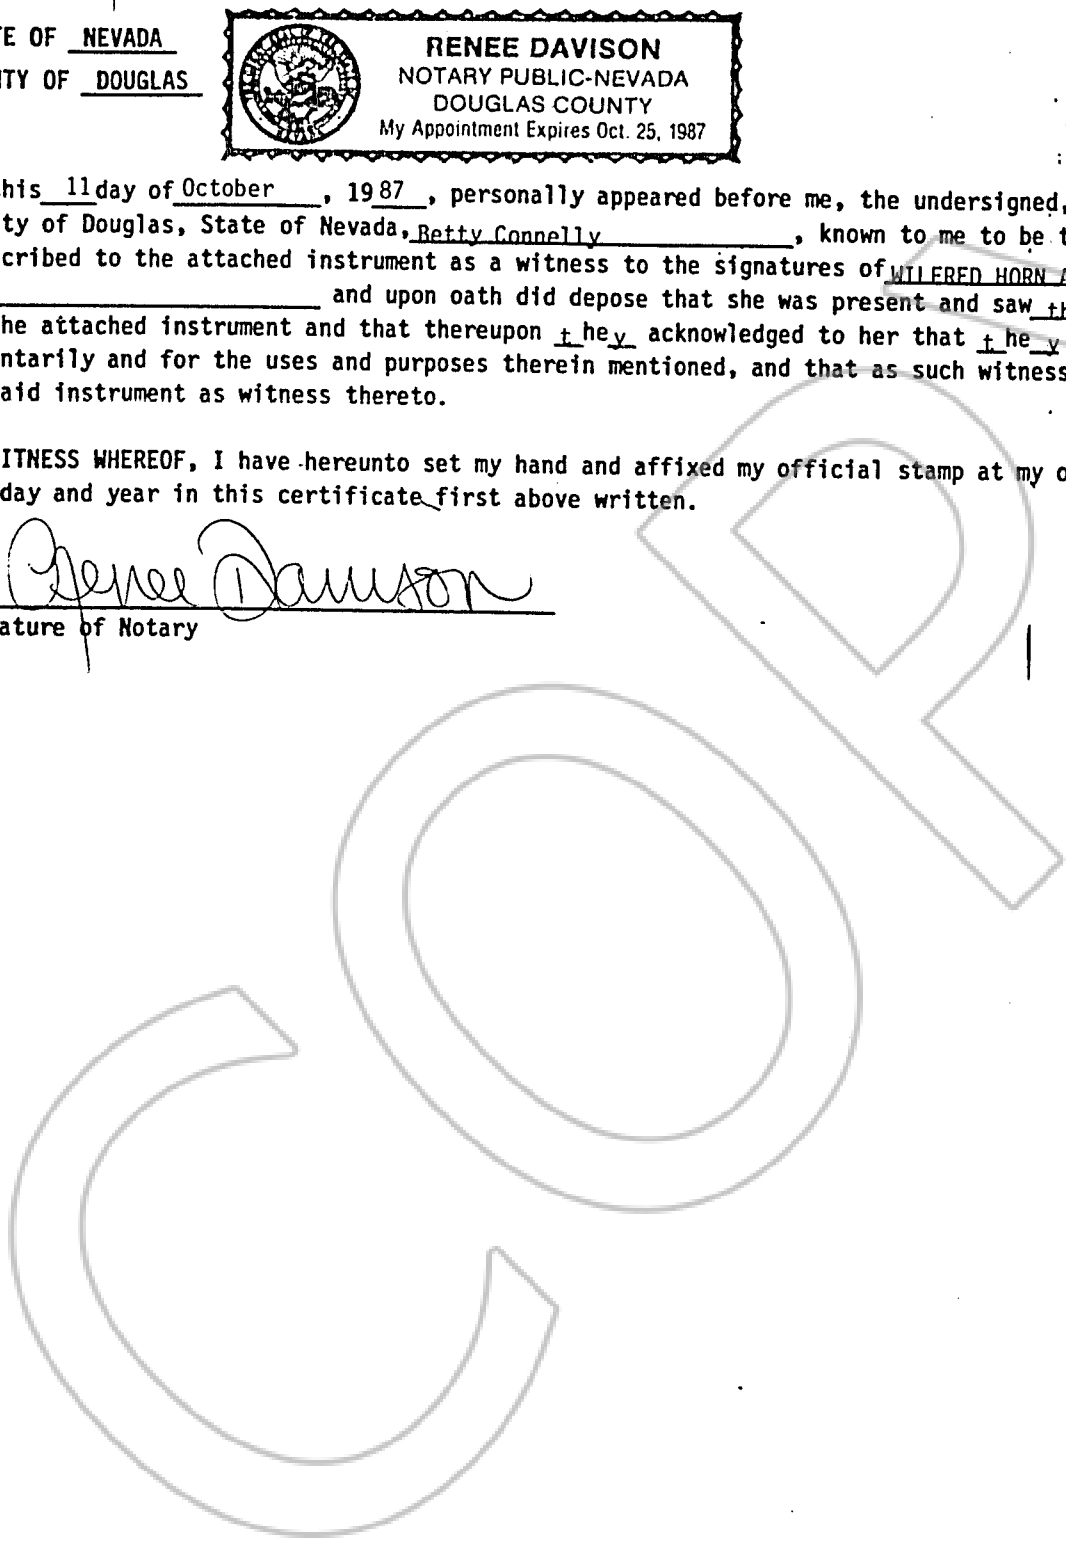 TE OF NEVADA
TY OF DOUGLAS
RENEE DAVISON
NOTARY PUBLIC-NEVADA
DOUGLAS COUNTY
My Appointment Expires Oct. 25, 1987
his 11 day of October , 1987 , personally appeared before me, the undersigned,
ty of Douglas, State of Nevada, Betty Connelly , known to me to be t
cribed to the attached instrument as a witness to the signatures of WILFRED HORN A
and upon oath did depose that she was present and saw th
he attached instrument and that thereupon they acknowledged to her that they
ntarily and for the uses and purposes therein mentioned, and that as such witness
aid instrument as witness thereto.
ITNESS WHEREOF, I have hereunto set my hand and affixed my official stamp at my o
day and year in this certificate first above written.
Renee Davison
ature of Notary
COP